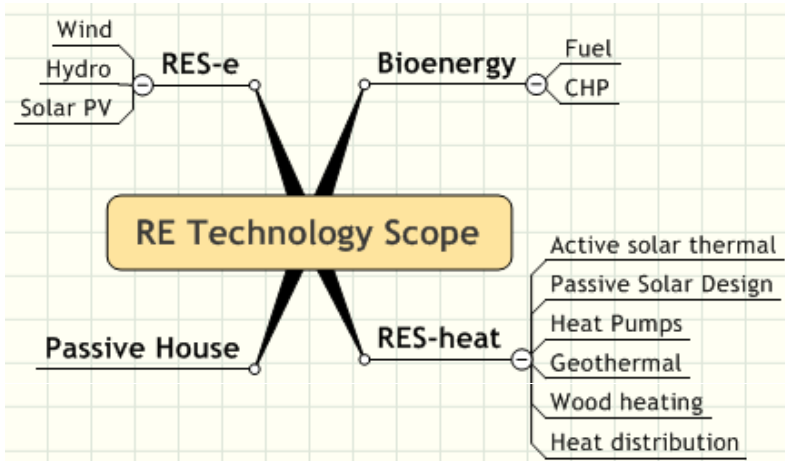 Wind
Hydro
Solar PV
RES-e
Bioenergy
Fuel
CHP
RE Technology Scope
Passive House
RES-heat
Active solar thermal
Passive Solar Design
Heat Pumps
Geothermal
Wood heating
Heat distribution